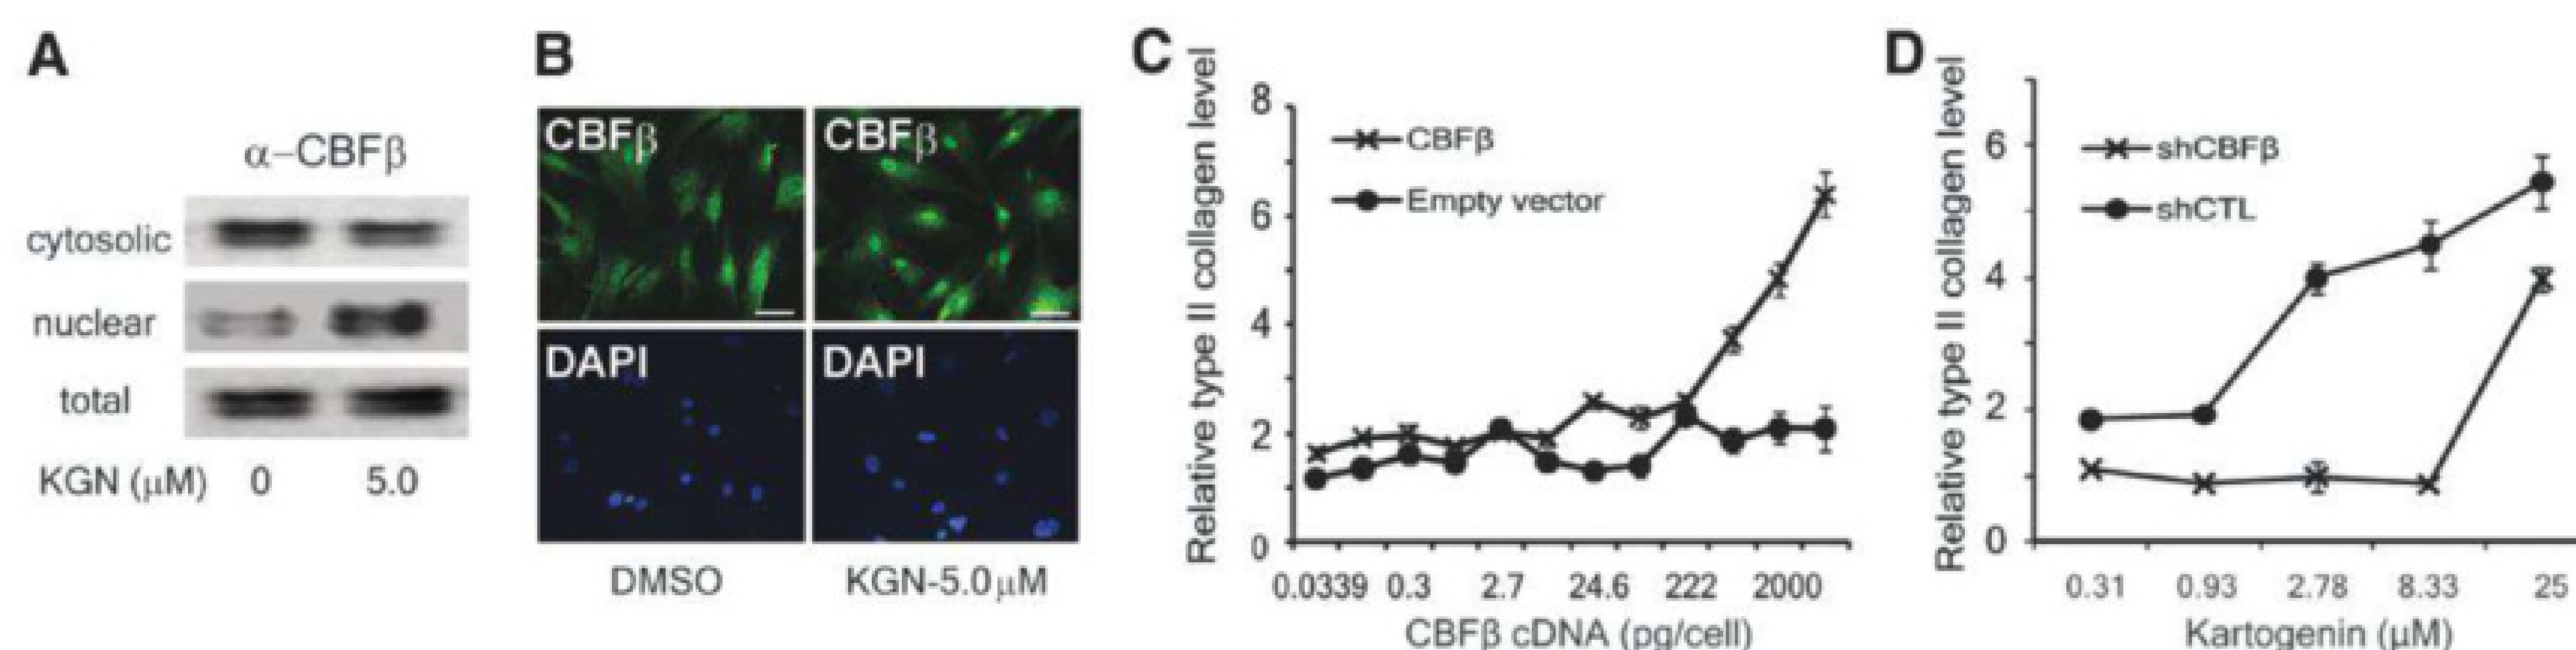 A
α–CBFβ
cytosolic
nuclear
total
KGN (μM) 0 5.0
B
CBFβ CBFβ
DAPI DAPI
DMSO KGN-5.0μM
C
Relative type II collagen level
8
6
4
2
0
CBFβ
Empty vector
0.0339 0.3 2.7 24.6 222 2000
CBFβ cDNA (pg/cell)
D
Relative type II collagen level
6
4
2
0
shCBFβ
shCTL
0.31 0.93 2.78 8.33 25
Kartogenin (μM)